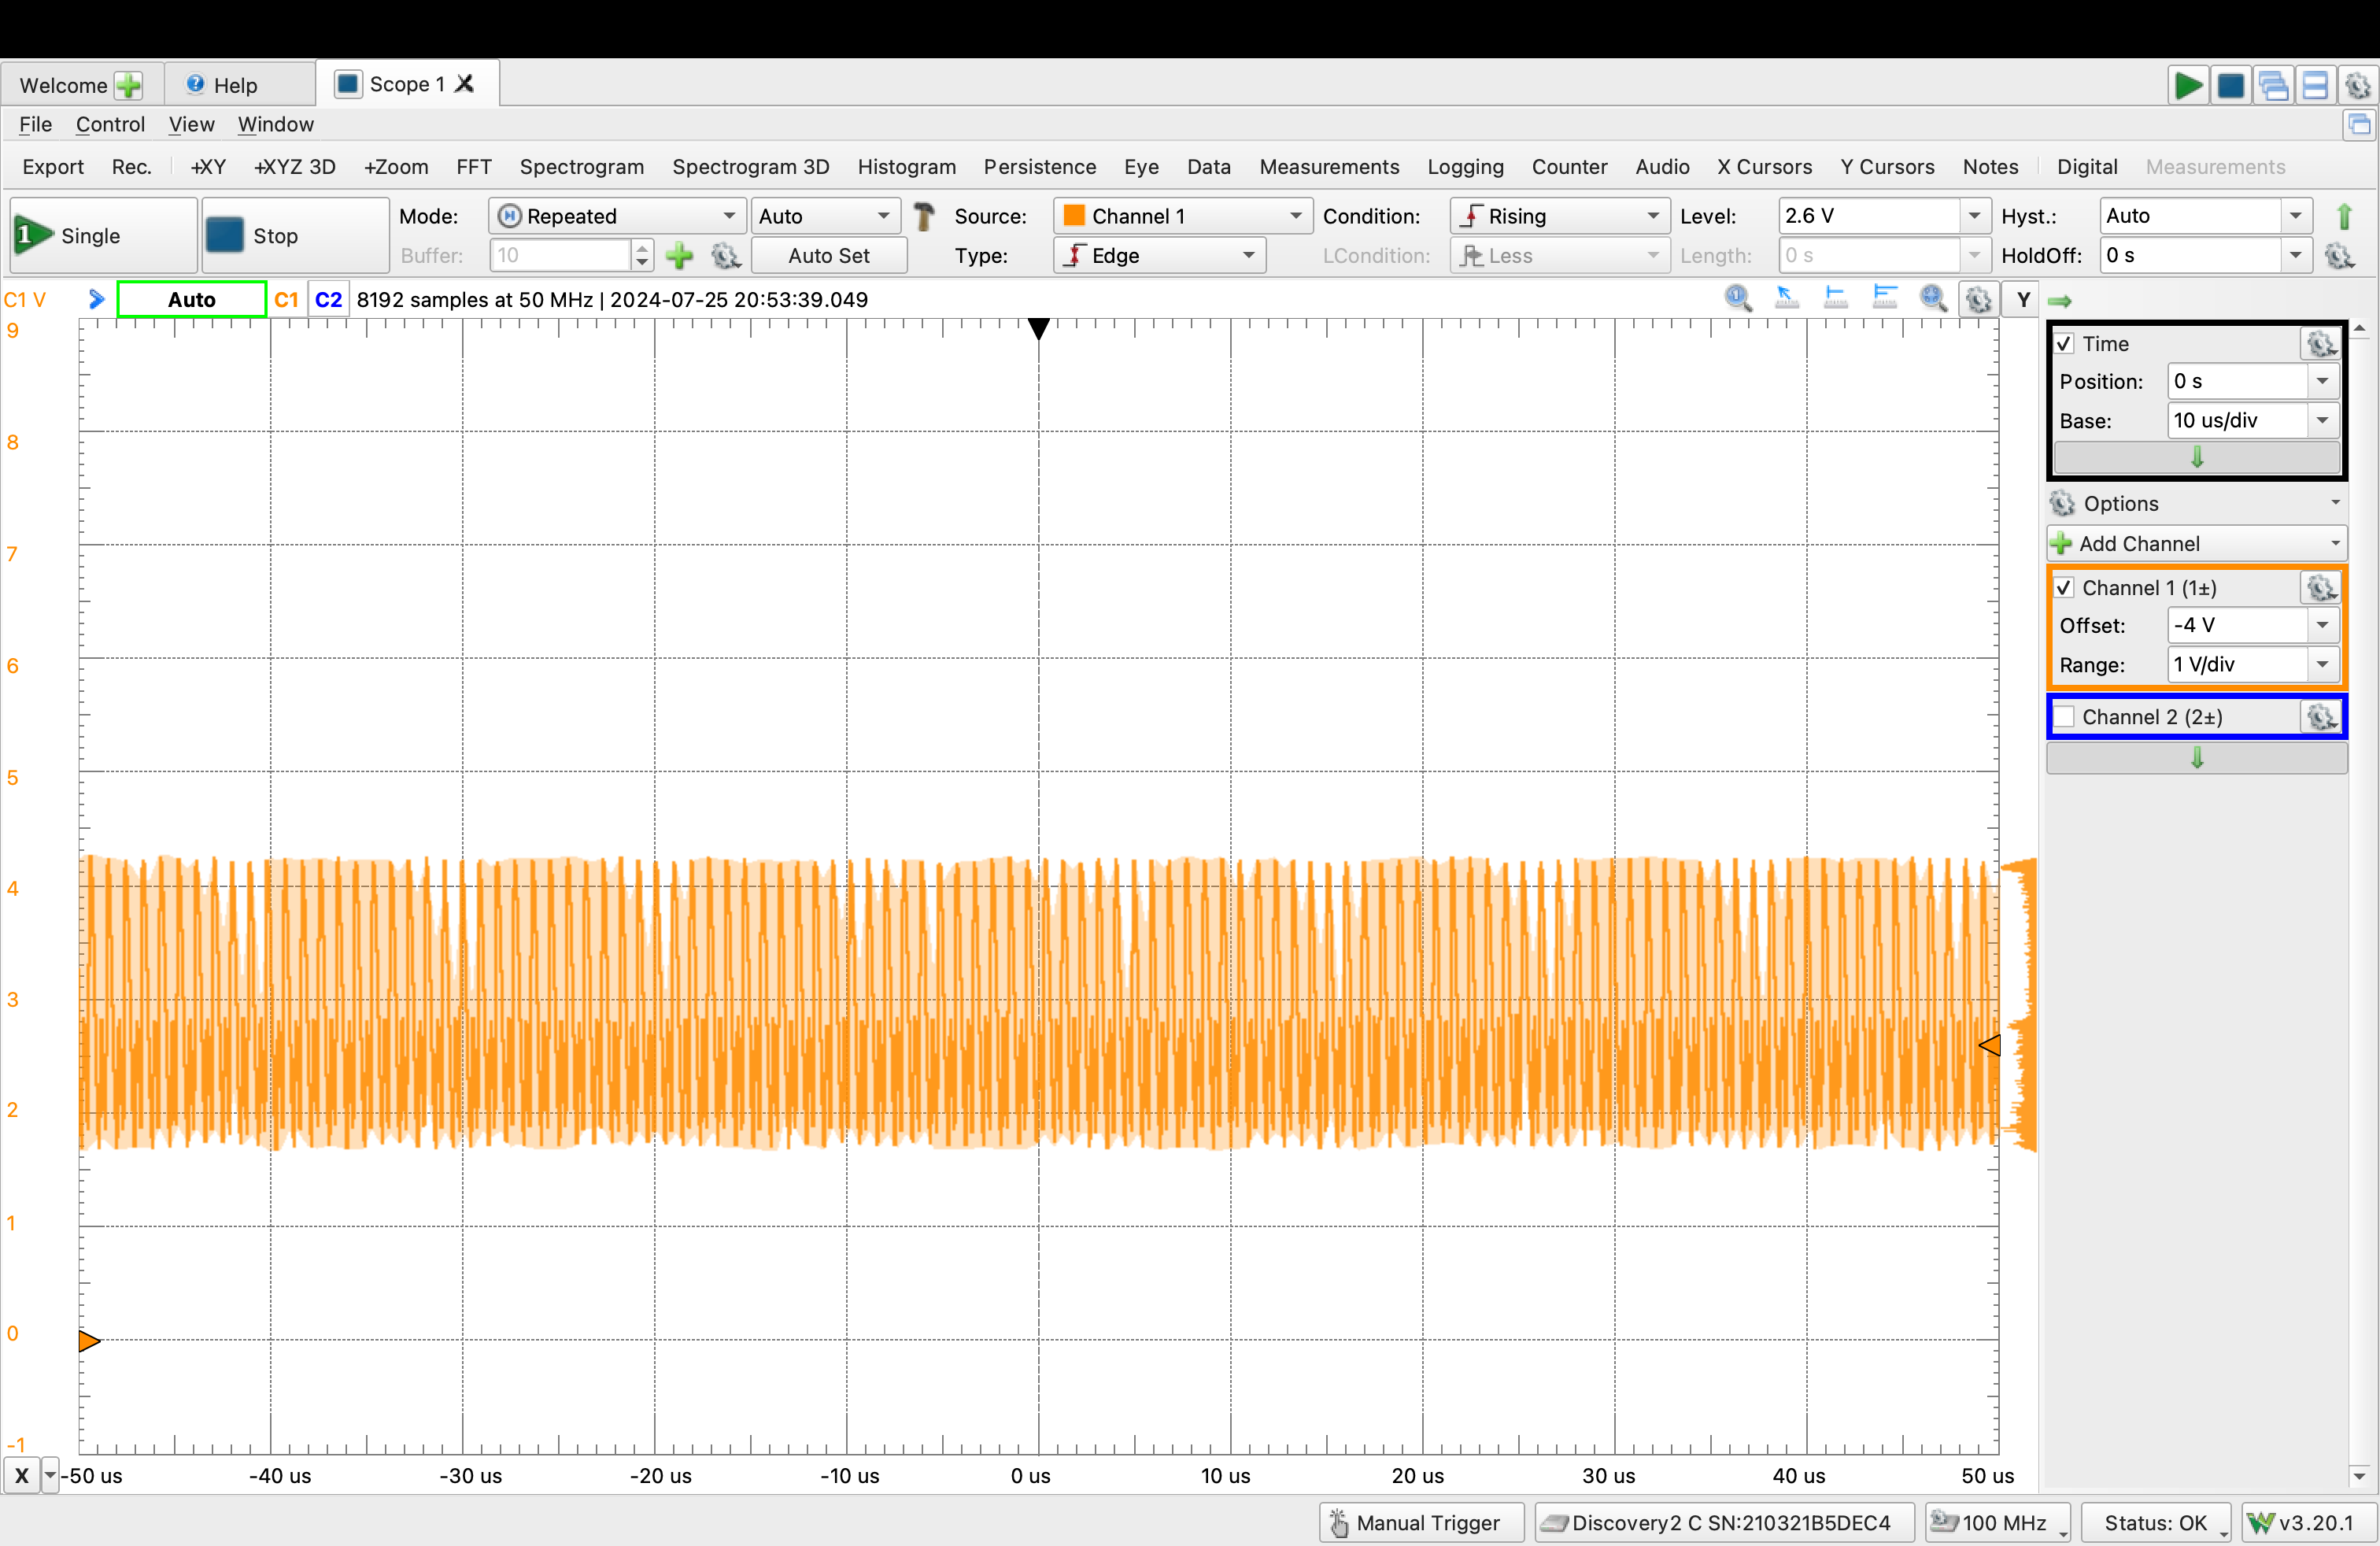 Welcome
Help
Scope 1
File Control View Window
Export Rec. +XY +XYZ 3D +Zoom FFT Spectrogram Spectrogram 3D Histogram Persistence Eye Data Measurements Logging Counter Audio X Cursors Y Cursors Notes Digital Measurements
1 Single Stop Mode: Repeated Auto Source: Channel 1 Condition: Rising Level: 2.6 V Hyst.: Auto
Buffer: 10 Auto Set Type: Edge LCondition: Less Length: 0 s HoldOff: 0 s
C1 V Auto C1 C2 8192 samples at 50 MHz | 2024-07-25 20:53:39.049 Y
9
8
7
6
5
4
3
2
1
0
-1
X -50 us -40 us -30 us -20 us -10 us 0 us 10 us 20 us 30 us 40 us 50 us
Time
Position: 0 s
Base: 10 us/div
Options
Add Channel
Channel 1 (1±)
Offset: -4 V
Range: 1 V/div
Channel 2 (2±)
Manual Trigger Discovery2 C SN:210321B5DEC4 100 MHz Status: OK W v3.20.1